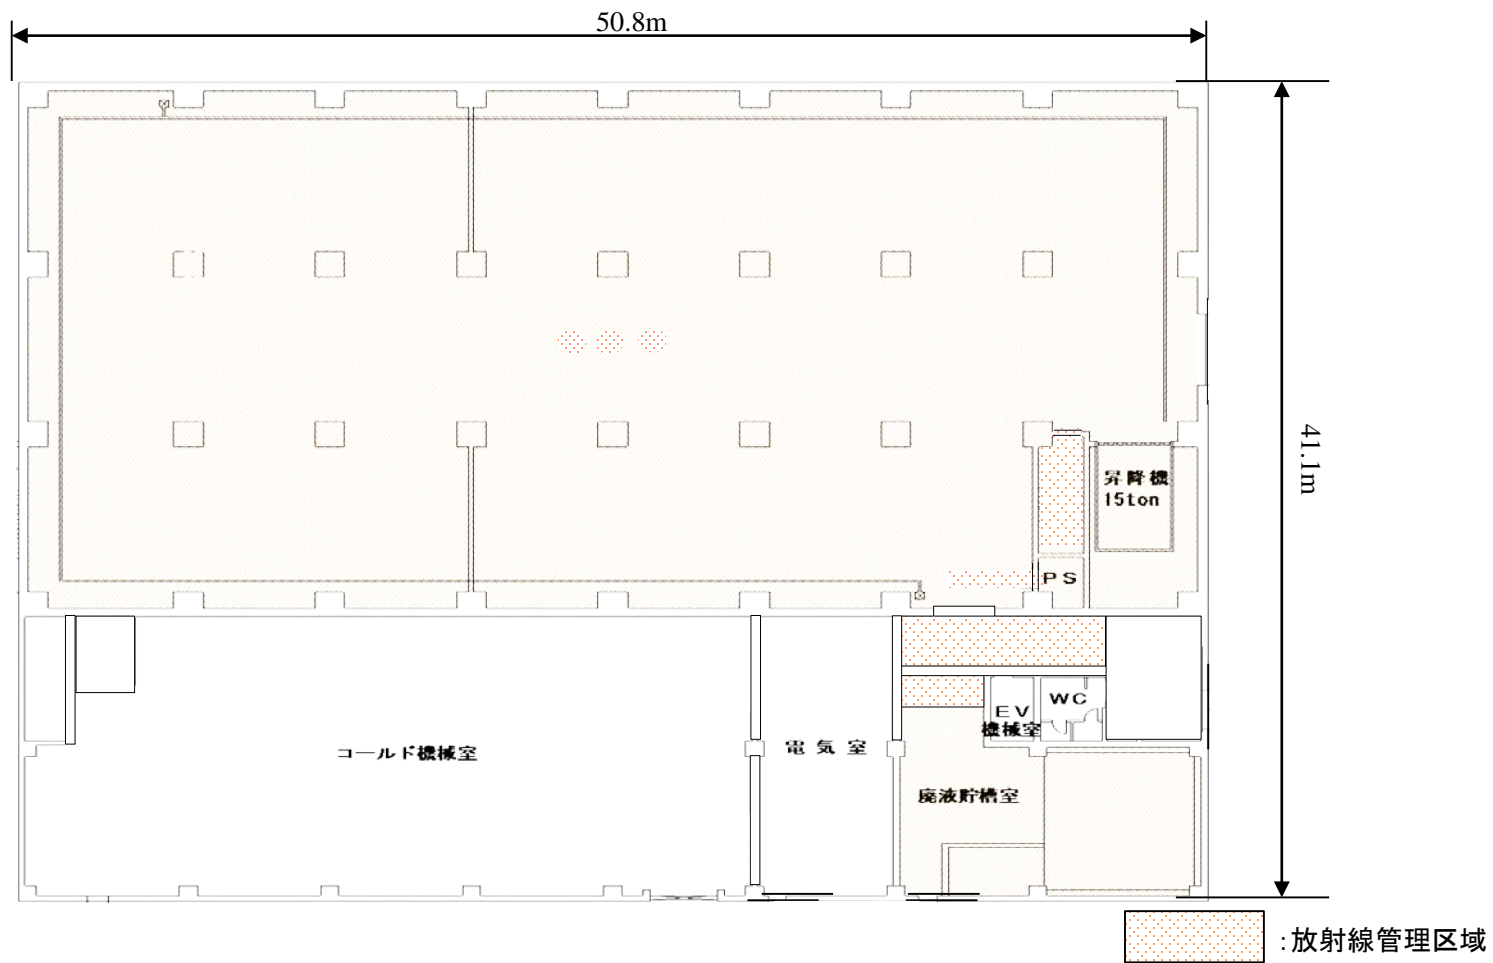 50.8m
41.1m
昇降機
15ton
PS
WC
EV
機械室
コールド機械室
電気室
廃液貯槽室
:放射線管理区域